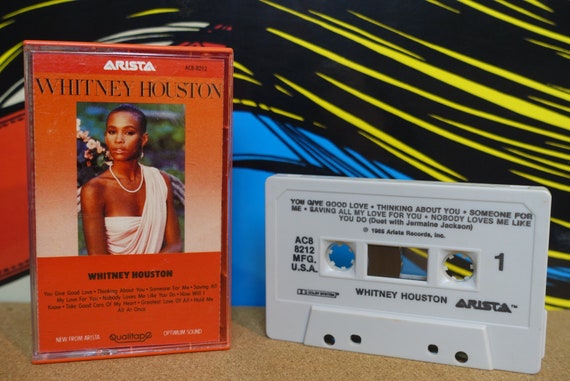 ARISTA
AC8-8212
WHITNEY HOUSTON
WHITNEY HOUSTON
You Give Good Love • Thinking About You • Someone For Me • Saving All
My Love For You • Nobody Loves Me Like You Do • How Will I
Know • Take Good Care Of My Heart • Greatest Love Of All • Hold Me
All At Once
NEW FROM ARISTA
Qualitape
OPTIMUM SOUND
YOU GIVE GOOD LOVE • THINKING ABOUT YOU • SOMEONE FOR
ME • SAVING ALL MY LOVE FOR YOU • NOBODY LOVES ME LIKE
YOU DO (Duet with Jermaine Jackson)
© 1985 Arista Records, Inc.
AC8
8212
MFG.
U.S.A.
1
DOLBY SYSTEM
WHITNEY HOUSTON
ARISTA™